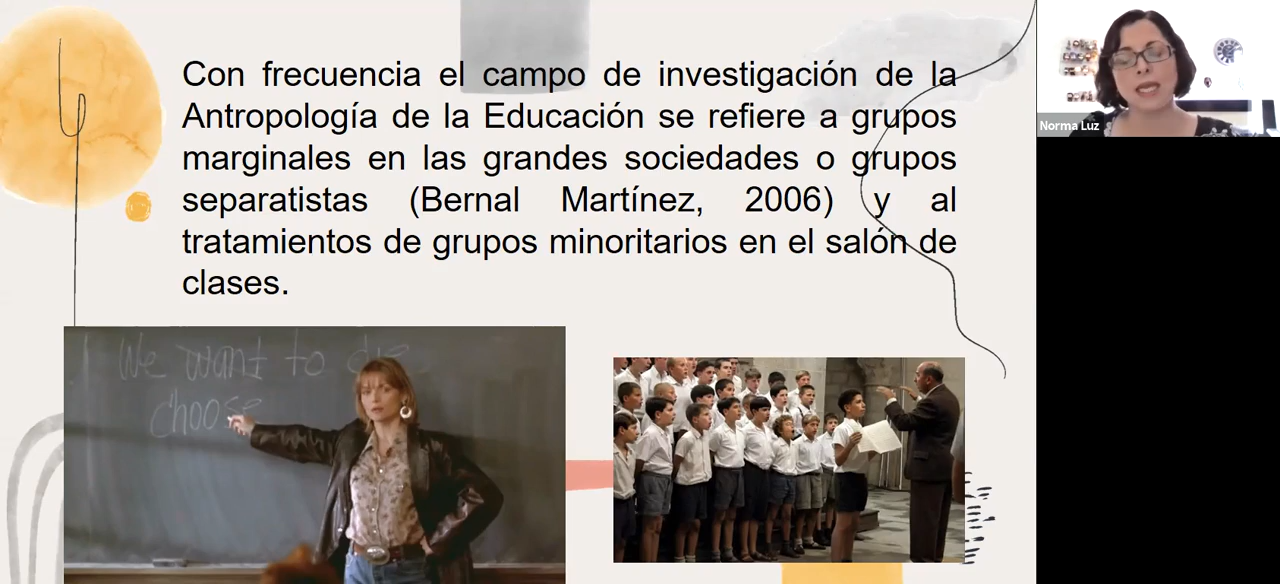 Con frecuencia el campo de investigación de la
Antropología de la Educación se refiere a grupos
marginales en las grandes sociedades o grupos
separatistas (Bernal Martínez, 2006) y al
tratamientos de grupos minoritarios en el salón de
clases.
Norma Luz
We want to die
choose